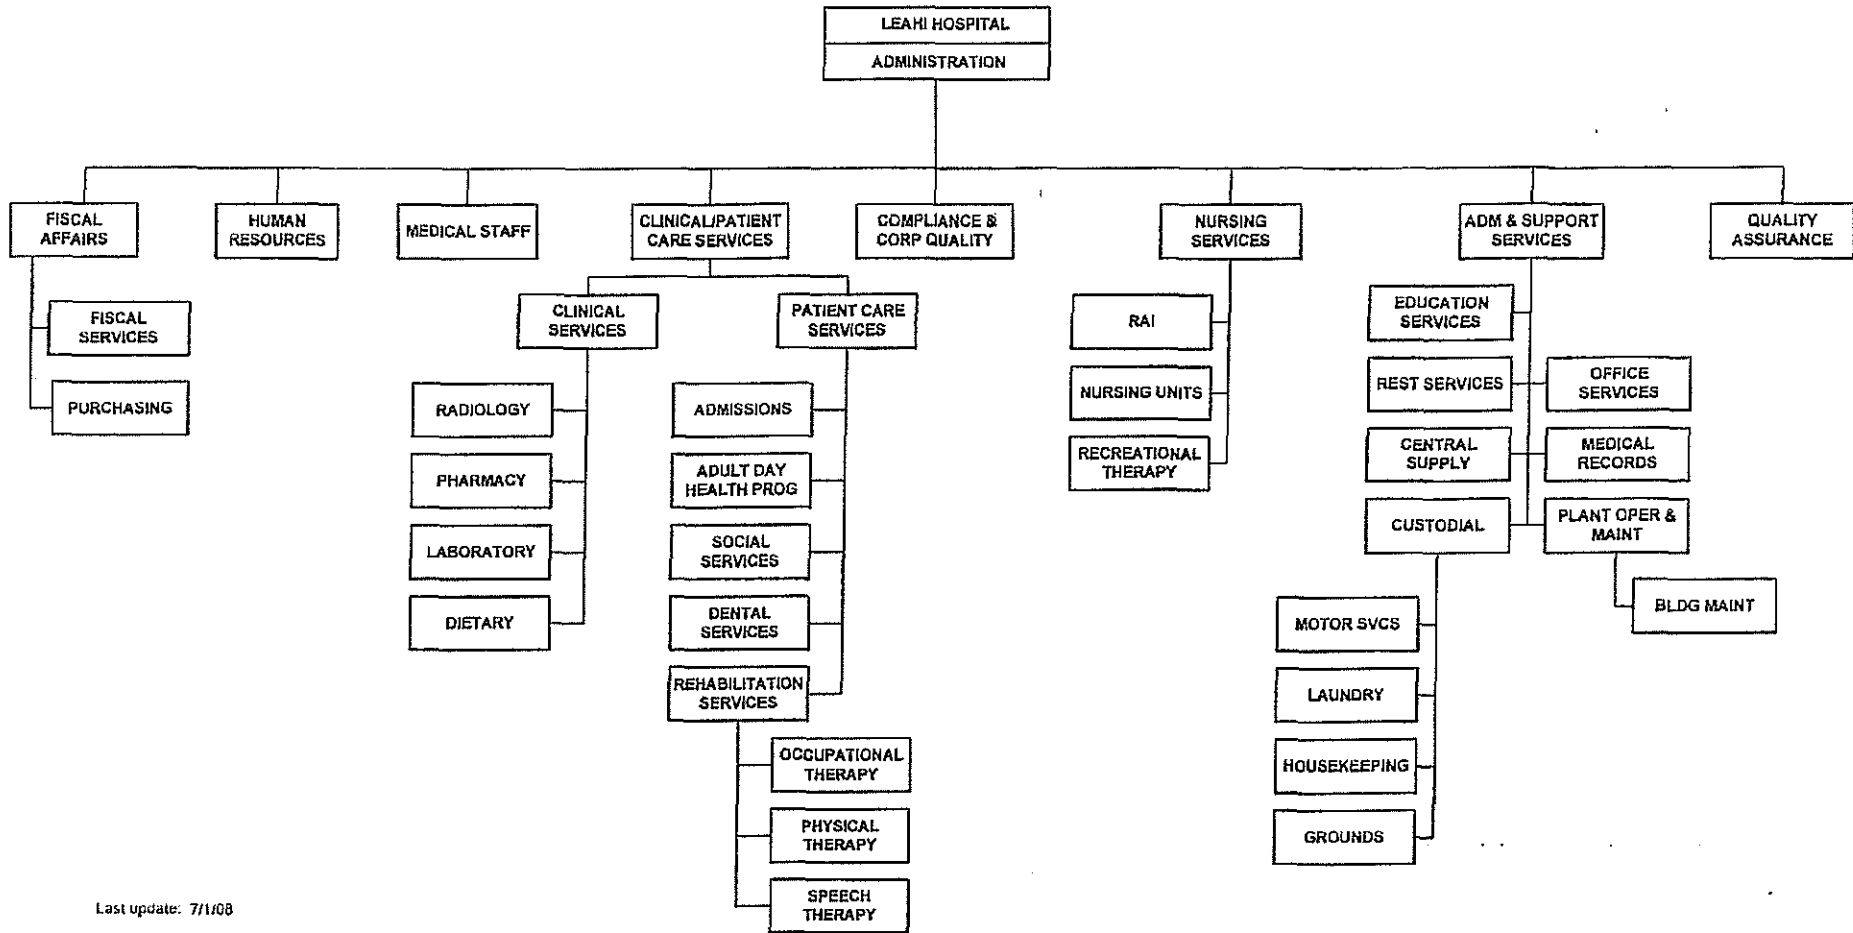 LEAHI HOSPITAL
ADMINISTRATION
FISCAL
AFFAIRS
HUMAN
RESOURCES
MEDICAL STAFF
CLINICAL/PATIENT
CARE SERVICES
COMPLIANCE &
CORP QUALITY
NURSING
SERVICES
ADM & SUPPORT
SERVICES
QUALITY
ASSURANCE
FISCAL
SERVICES
PURCHASING
CLINICAL
SERVICES
RADIOLOGY
PHARMACY
LABORATORY
DIETARY
PATIENT CARE
SERVICES
ADMISSIONS
ADULT DAY
HEALTH PROG
SOCIAL
SERVICES
DENTAL
SERVICES
REHABILITATION
SERVICES
OCCUPATIONAL
THERAPY
PHYSICAL
THERAPY
SPEECH
THERAPY
RAI
NURSING UNITS
RECREATIONAL
THERAPY
EDUCATION
SERVICES
REST SERVICES
OFFICE
SERVICES
CENTRAL
SUPPLY
MEDICAL
RECORDS
CUSTODIAL
PLANT OPER &
MAINT
BLDG MAINT
MOTOR SVCS
LAUNDRY
HOUSEKEEPING
GROUNDS
Last update: 7/1/08